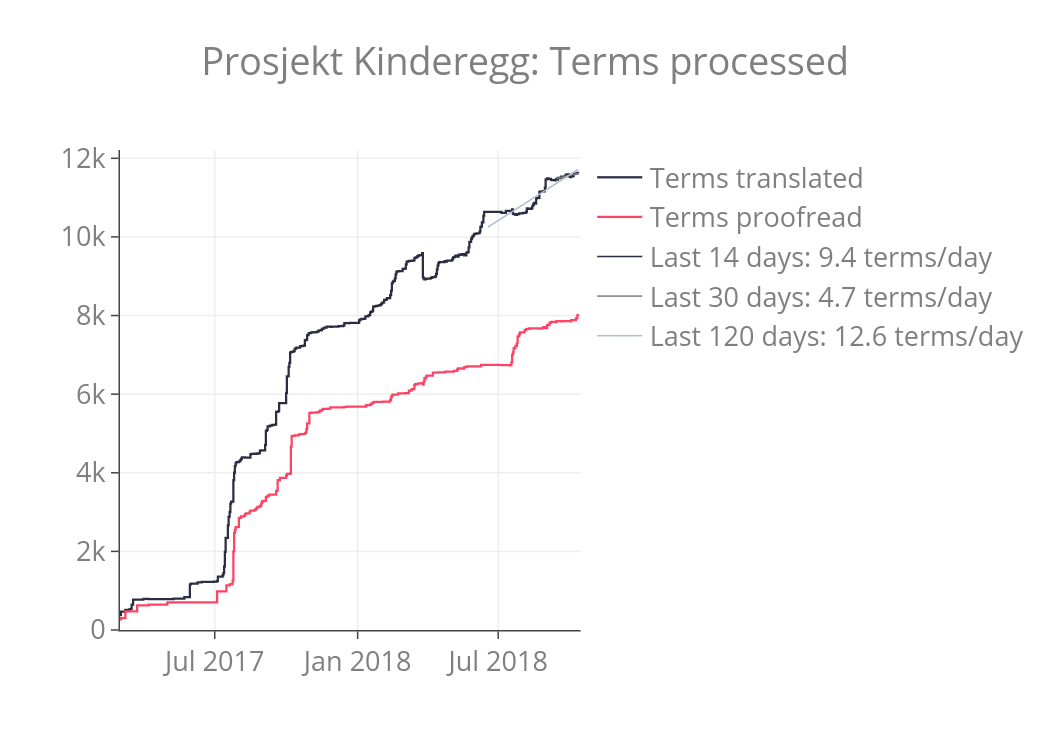 Prosjekt Kinderegg: Terms processed
12k
10k
8k
6k
4k
2k
0
Jul 2017
Jan 2018
Jul 2018
Terms translated
Terms proofread
Last 14 days: 9.4 terms/day
Last 30 days: 4.7 terms/day
Last 120 days: 12.6 terms/day